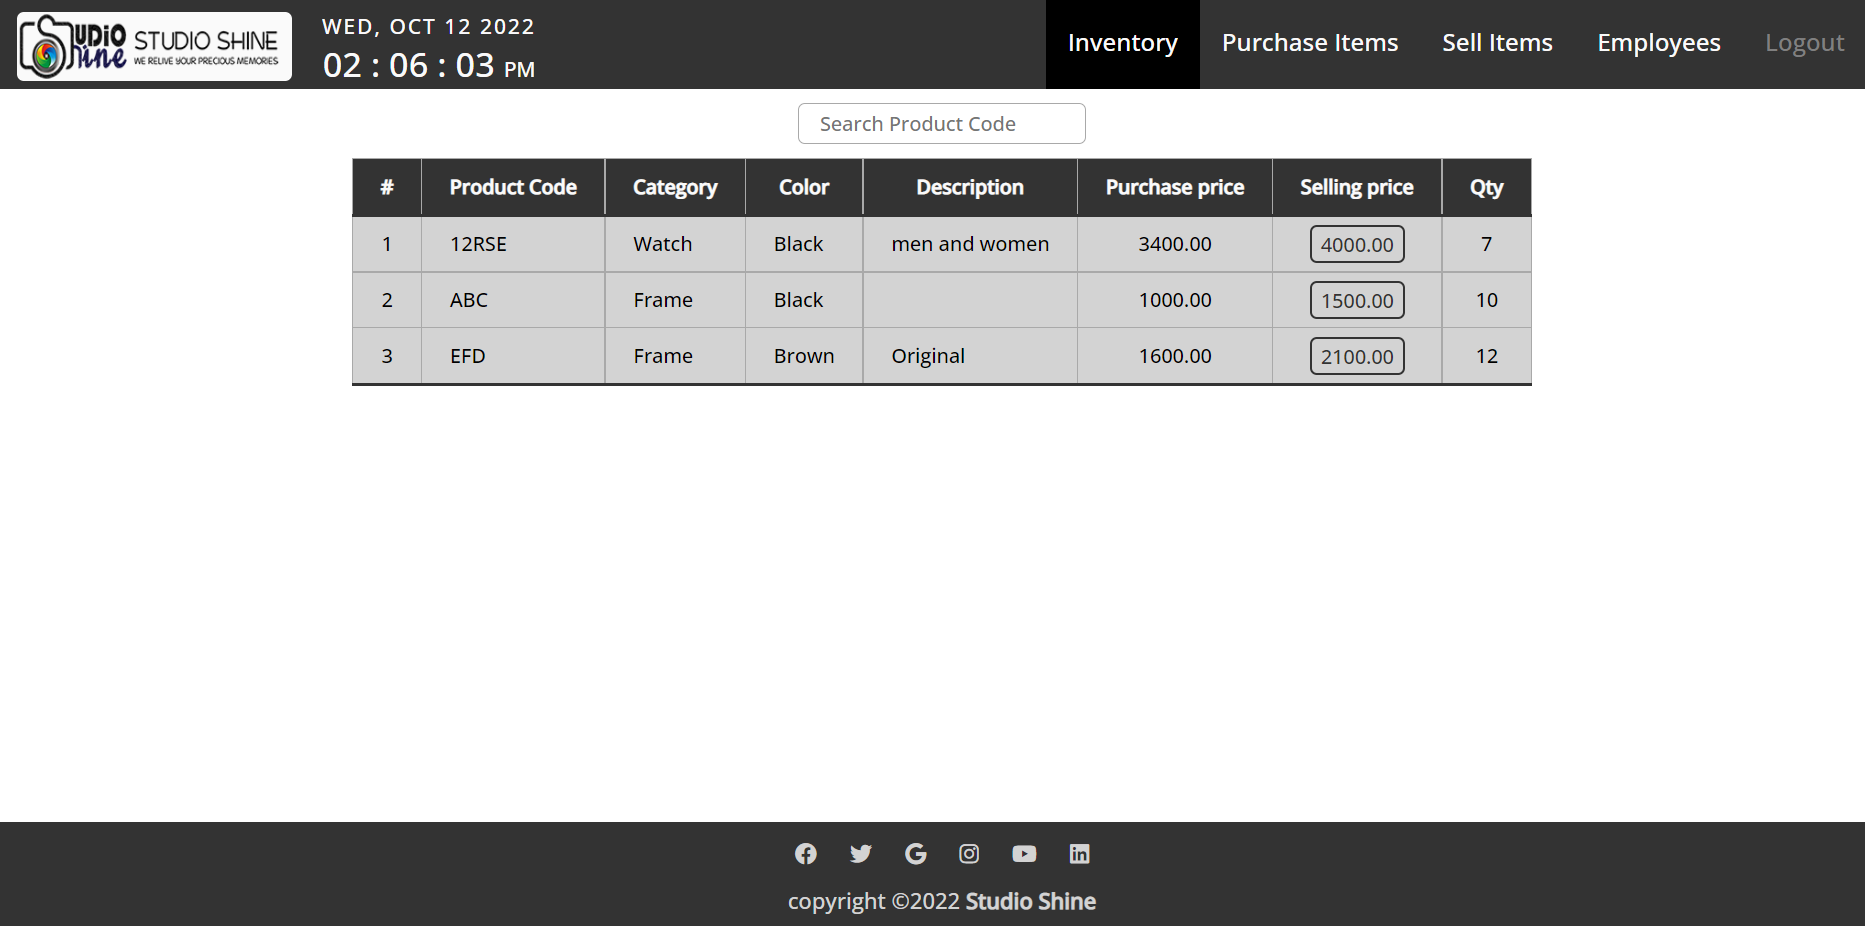 Studio Shine STUDIO SHINE
WE RELIVE YOUR PRECIOUS MEMORIES
WED, OCT 12 2022
02 : 06 : 03 PM
Inventory Purchase Items Sell Items Employees Logout
Search Product Code
# Product Code Category Color Description Purchase price Selling price Qty
1 12RSE Watch Black men and women 3400.00 4000.00 7
2 ABC Frame Black 1000.00 1500.00 10
3 EFD Frame Brown Original 1600.00 2100.00 12
copyright ©2022 Studio Shine